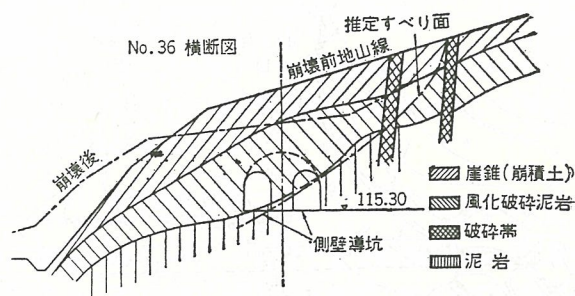 No.36 横断図
推定すべり面
崩壊前地山線
崩壊後
115.30
側壁導坑
崖錐(崩積土)
風化破砕泥岩
破砕帯
泥岩